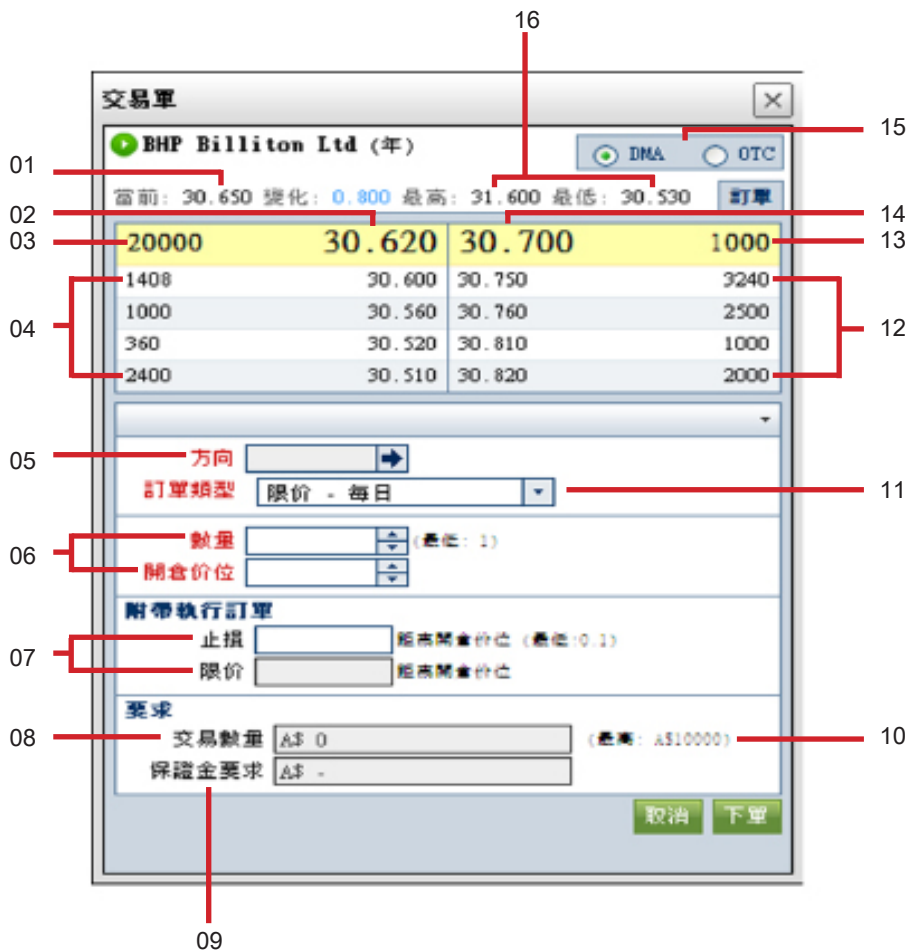 16
交易單
15
BHP Billiton Ltd (年)
DMA OTC
01
當前: 30.650 變化: 0.800 最高: 31.600 最低: 30.530 訂單
02
14
03
20000 30.620 30.700 1000
13
1408 30.600 30.750 3240
04
1000 30.560 30.760 2500
12
360 30.520 30.810 1000
2400 30.510 30.820 2000
05
方向
訂單類型 限价 - 每日
11
06
數量 (最低: 1)
開倉价位
附帶執行訂單
07
止損 距离開倉价位 (最低:0.1)
限价 距离開倉价位
要求
08
交易數量 A$ 0 (最高: A$10000)
10
保證金要求 A$ -
取消 下單
09